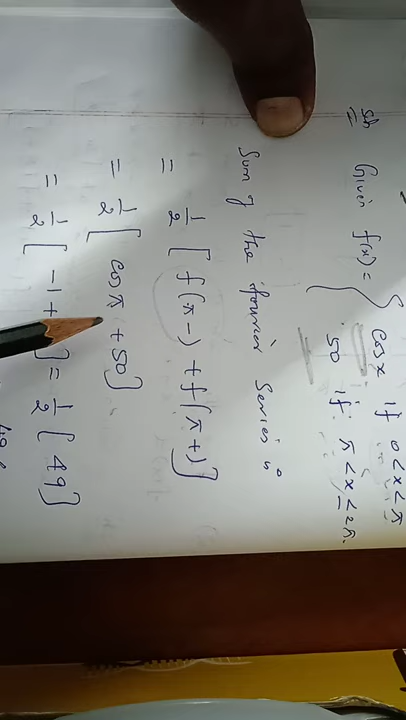 Sol Given f(x) = { cos x if 0 < x < π
50 if π < x < 2π.
Sum of the fourier series is
= 1/2 [ f(π-) + f(π+) ]
= 1/2 [ cos π + 50 ]
= 1/2 [ -1 + ] = 1/2 [ 49 ]